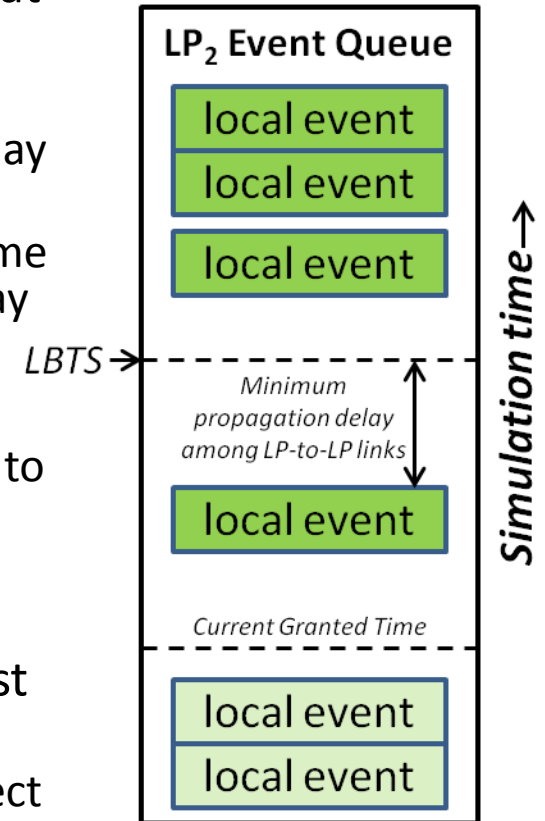 at
ay
me
ay
to
st
ect
LP₂ Event Queue
local event
local event
local event
LBTS→
Minimum
propagation delay
among LP-to-LP links
local event
Current Granted Time
local event
local event
Simulation time→